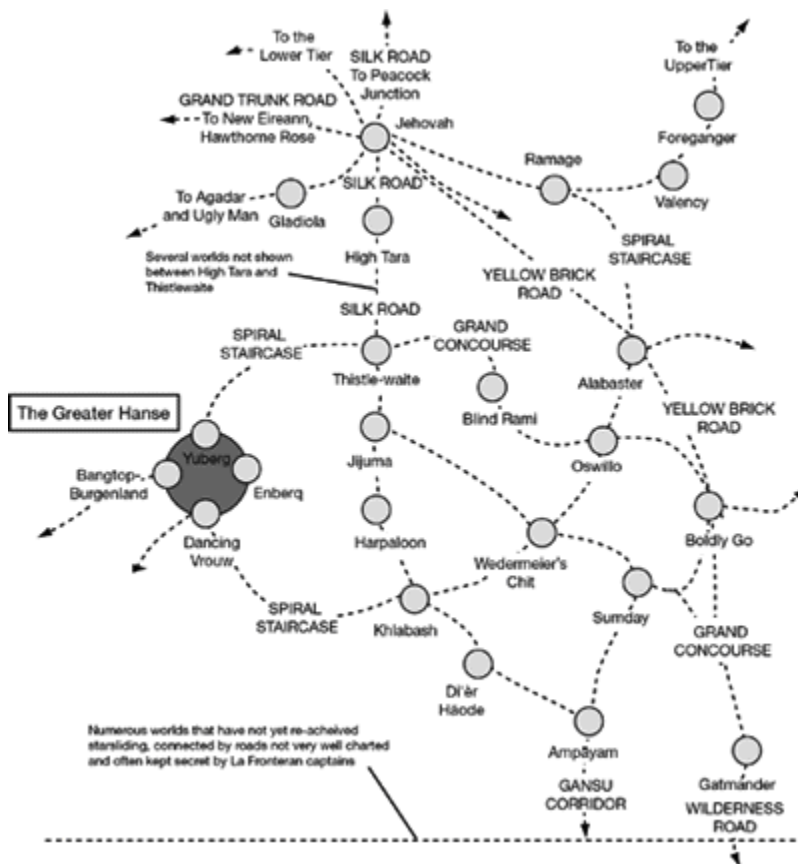 To the
Lower Tier
SILK ROAD
To Peacock
Junction
To the
UpperTier
GRAND TRUNK ROAD
To New Eireann,
Hawthorne Rose
Jehovah
Foreganger
Ramage
SILK ROAD
Valency
To Agadar
and Ugly Man
Gladiola
High Tara
SPIRAL
STAIRCASE
Several worlds not shown
between High Tara and
Thistlewaite
YELLOW BRICK
ROAD
SILK ROAD
SPIRAL
STAIRCASE
GRAND
CONCOURSE
Thistle-waite
Alabaster
The Greater Hanse
Blind Rami
YELLOW BRICK
ROAD
Yuberg
Jijuma
Oswillo
Bangtop-
Burgenland
Enberq
Dancing
Vrouw
Harpaloon
Boldly Go
Wedermeier's
Chit
SPIRAL
STAIRCASE
Khlabash
Sumday
GRAND
CONCOURSE
Di'èr
Háode
Numerous worlds that have not yet re-acheived
starsliding, connected by roads not very well charted
and often kept secret by La Fronteran captains
Ampayam
GANSU
CORRIDOR
Gatmander
WILDERNESS
ROAD